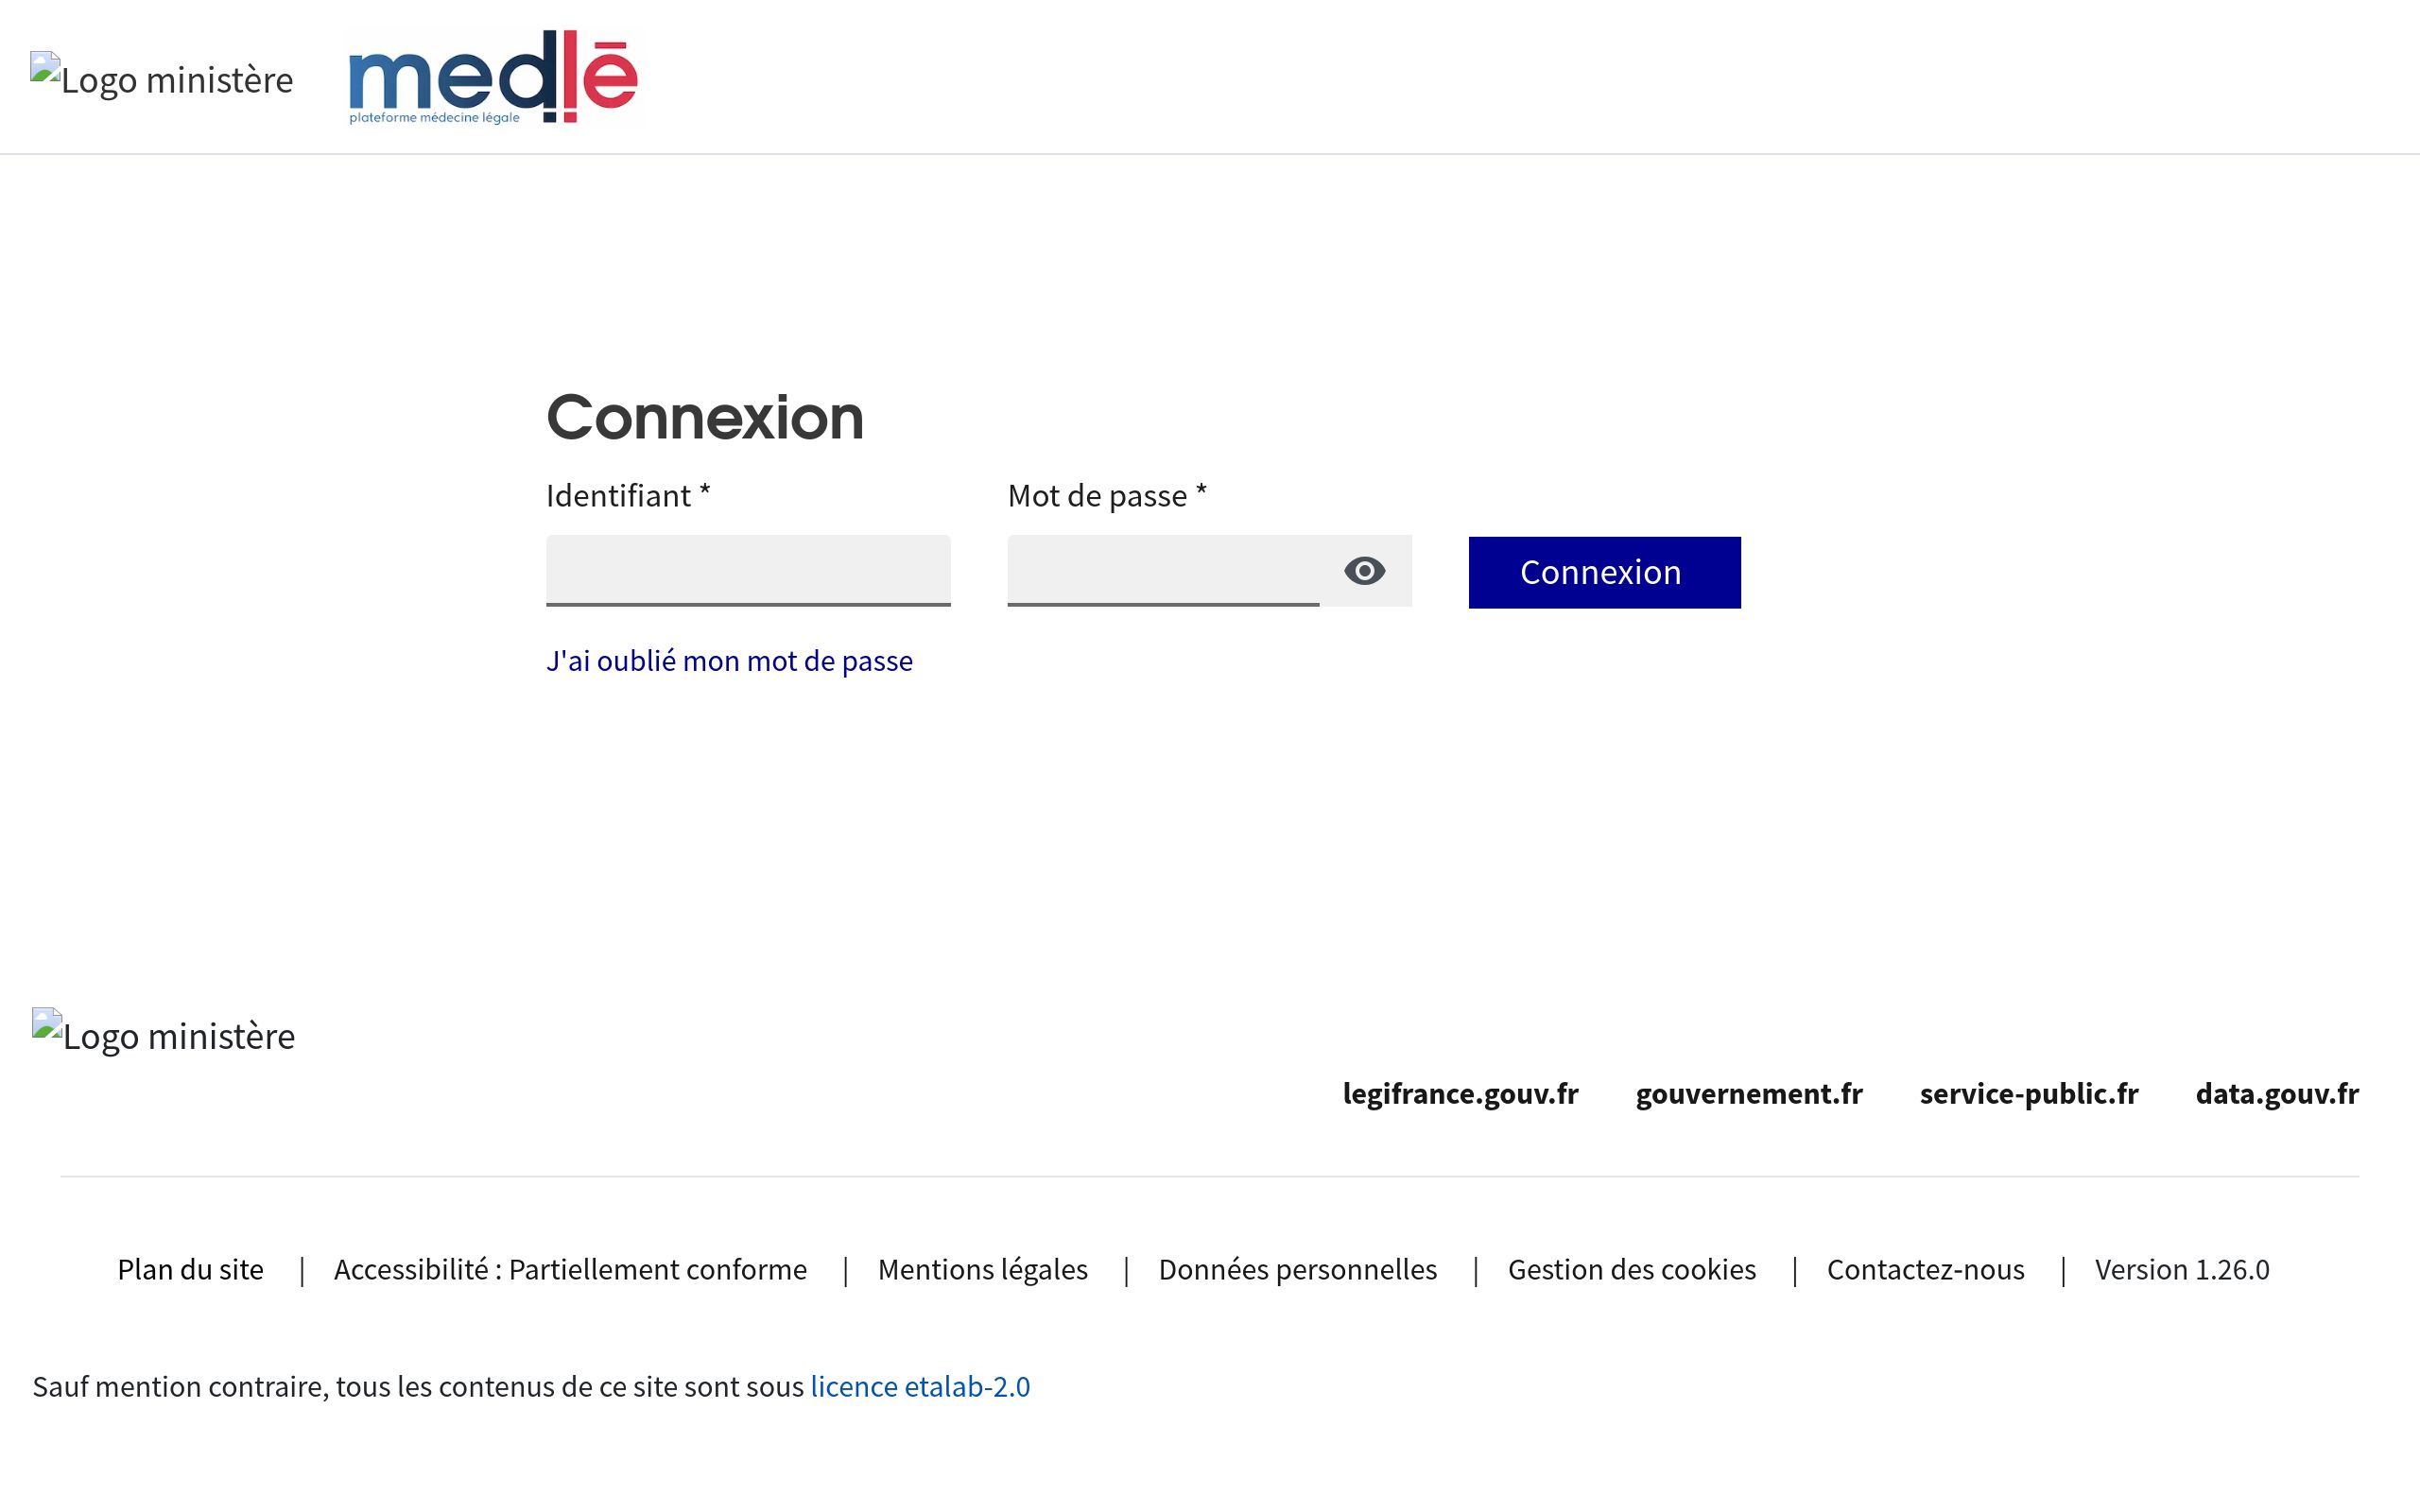 Logo ministère
medlē
plateforme médecine légale
Connexion
Identifiant *
Mot de passe *
Connexion
J'ai oublié mon mot de passe
Logo ministère
legifrance.gouv.fr gouvernement.fr service-public.fr data.gouv.fr
Plan du site | Accessibilité : Partiellement conforme | Mentions légales | Données personnelles | Gestion des cookies | Contactez-nous | Version 1.26.0
Sauf mention contraire, tous les contenus de ce site sont sous licence etalab-2.0